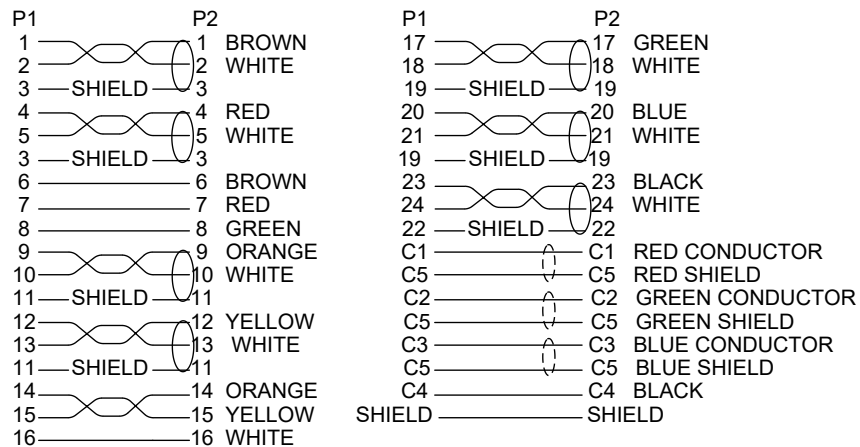 P1 P2
1 1 BROWN
2 2 WHITE
3 SHIELD 3
4 4 RED
5 5 WHITE
3 SHIELD 3
6 6 BROWN
7 7 RED
8 8 GREEN
9 9 ORANGE
10 10 WHITE
11 SHIELD 11
12 12 YELLOW
13 13 WHITE
11 SHIELD 11
14 14 ORANGE
15 15 YELLOW
16 16 WHITE
P1 P2
17 17 GREEN
18 18 WHITE
19 SHIELD 19
20 20 BLUE
21 21 WHITE
19 SHIELD 19
23 23 BLACK
24 24 WHITE
22 SHIELD 22
C1 C1 RED CONDUCTOR
C5 C5 RED SHIELD
C2 C2 GREEN CONDUCTOR
C5 C5 GREEN SHIELD
C3 C3 BLUE CONDUCTOR
C5 C5 BLUE SHIELD
C4 C4 BLACK
SHIELD SHIELD